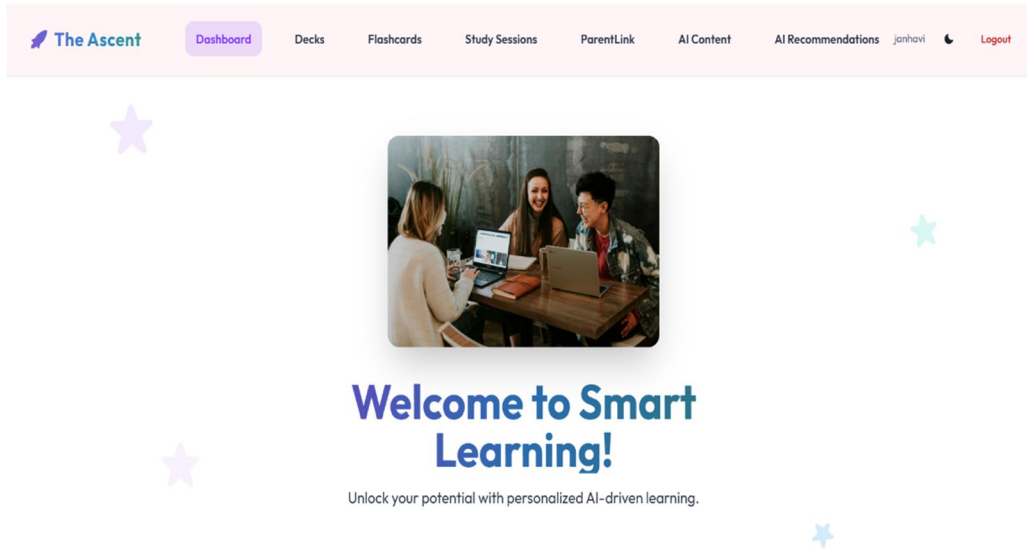 The Ascent Dashboard Decks Flashcards Study Sessions ParentLink AI Content AI Recommendations janhavi Logout
Welcome to Smart
Learning!
Unlock your potential with personalized AI-driven learning.